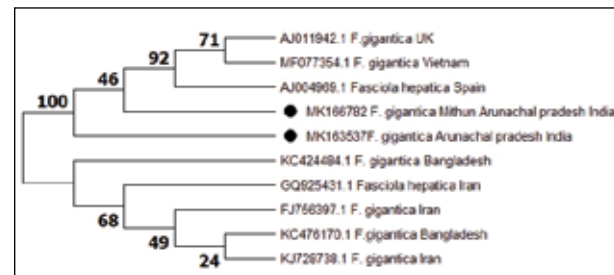 71
AJ011942.1 F.gigantica UK
92
MF077354.1 F. gigantica Vietnam
46
AJ004969.1 Fasciola hepatica Spain
100
MK166782 F. gigantica Mithun Arunachal pradesh India
MK163537F. gigantica Arunachal pradesh India
KC424484.1 F. gigantica Bangladesh
GQ925431.1 Fasciola hepatica Iran
68
FJ756397.1 F. gigantica Iran
49
KC476170.1 F.gigantica Bangladesh
24
KJ728738.1 F. gigantica Iran